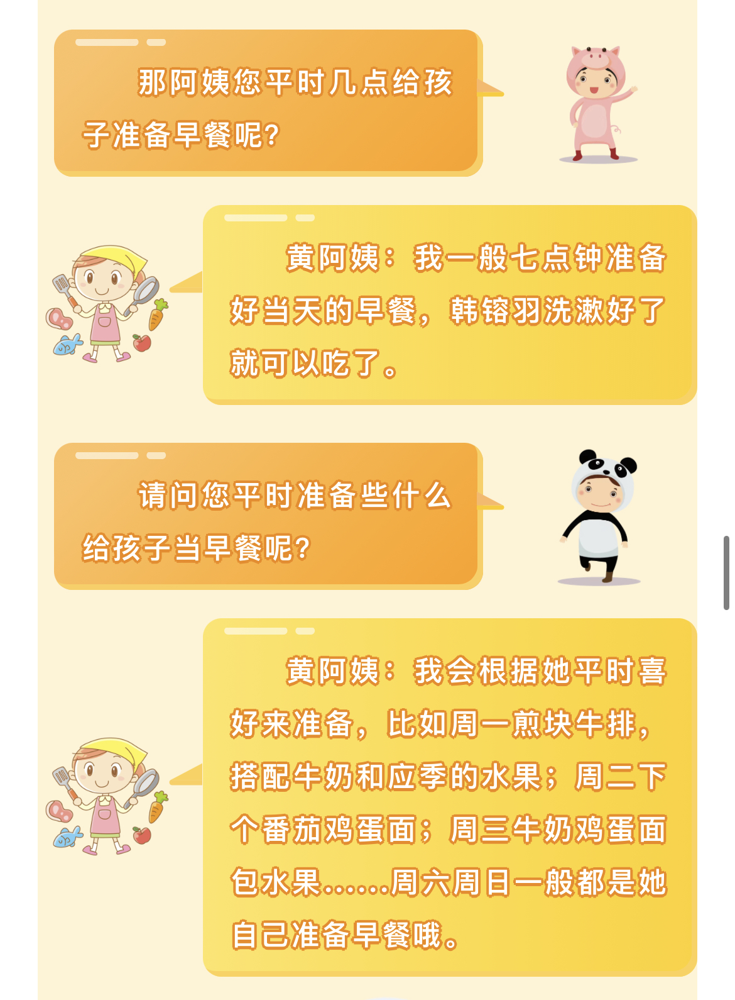 那阿姨您平时几点给孩
子准备早餐呢？
黄阿姨：我一般七点钟准备
好当天的早餐，韩镕羽洗漱好了
就可以吃了。
请问您平时准备些什么
给孩子当早餐呢？
黄阿姨：我会根据她平时喜
好来准备，比如周一煎块牛排，
搭配牛奶和应季的水果；周二下
个番茄鸡蛋面；周三牛奶鸡蛋面
包水果……周六周日一般都是她
自己准备早餐哦。